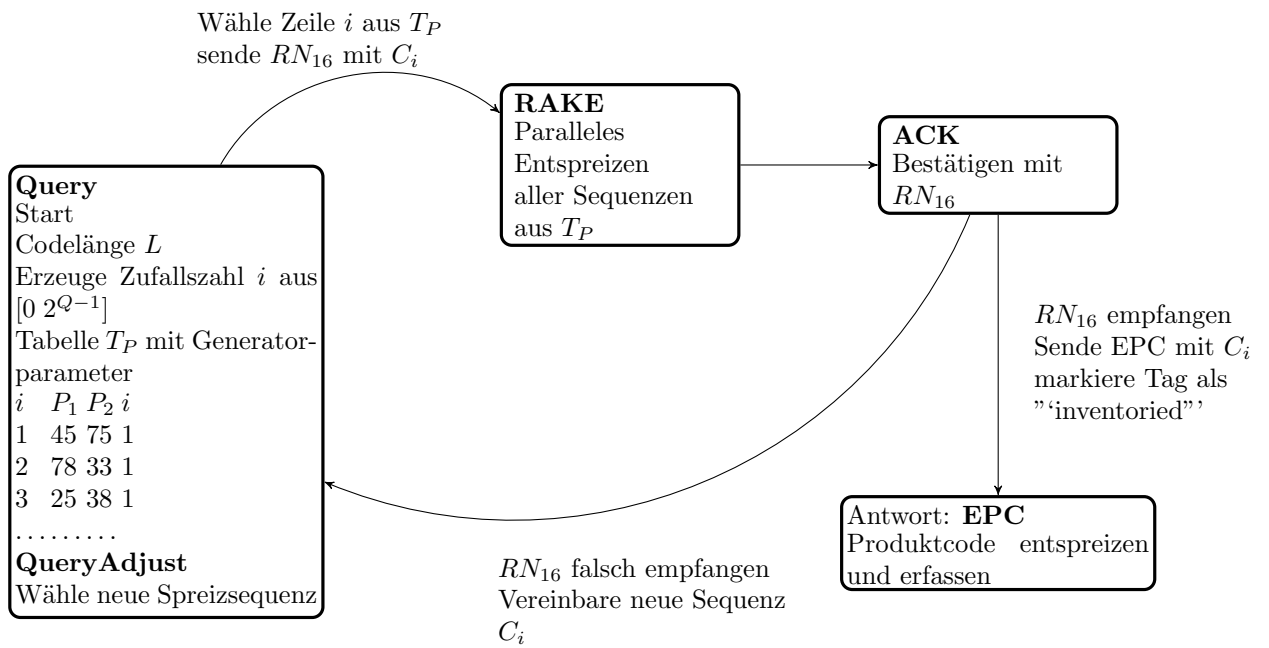 Wähle Zeile i aus T_P
sende RN_16 mit C_i
RAKE
Paralleles
Entspreizen
aller Sequenzen
aus T_P
ACK
Bestätigen mit
RN_16
Query
Start
Codelänge L
Erzeuge Zufallszahl i aus
[0 2^{Q−1}]
Tabelle T_P mit Generator-
parameter
i P_1 P_2 i
1 45 75 1
2 78 33 1
3 25 38 1
.........
QueryAdjust
Wähle neue Spreizsequenz
RN_16 empfangen
Sende EPC mit C_i
markiere Tag als
”‘inventoried”’
Antwort: EPC
Produktcode entspreizen
und erfassen
RN_16 falsch empfangen
Vereinbare neue Sequenz
C_i